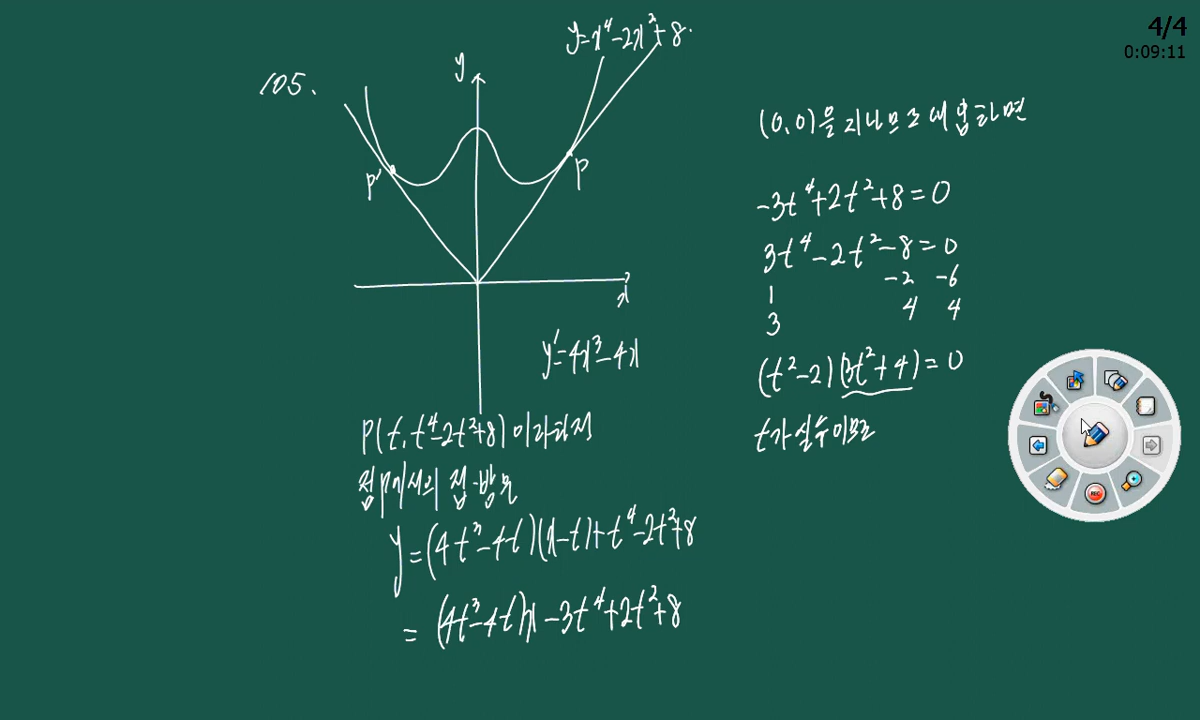 4/4
0:09:11
105.
y=x⁴-2x²+8.
y
P'
P
x
y'=4x³-4x
P(t, t⁴-2t²+8)이라하자
점P에서의 접·방은
y=(4t³-4t)(x-t)+t⁴-2t²+8
=(4t³-4t)x-3t⁴+2t²+8
(0,0)을 지나므로 대입하면
-3t⁴+2t²+8=0
3t⁴-2t²-8=0
1 -2 -6
3 4 4
(t²-2)(3t²+4)=0
t가 실수이므로
REC